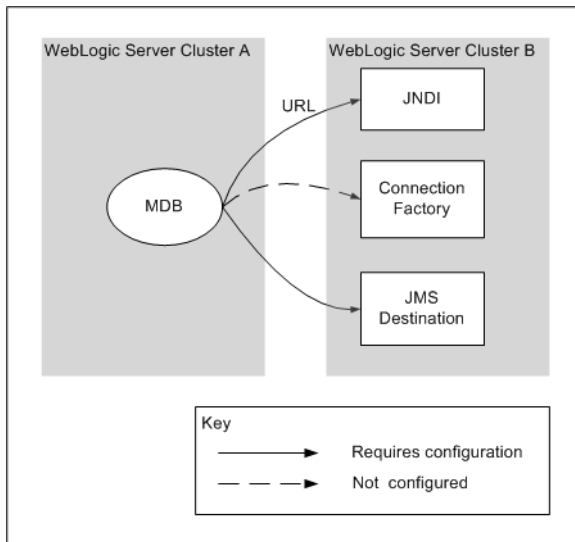 WebLogic Server Cluster A
WebLogic Server Cluster B
URL
JNDI
MDB
Connection
Factory
JMS
Destination
Key
Requires configuration
Not configured